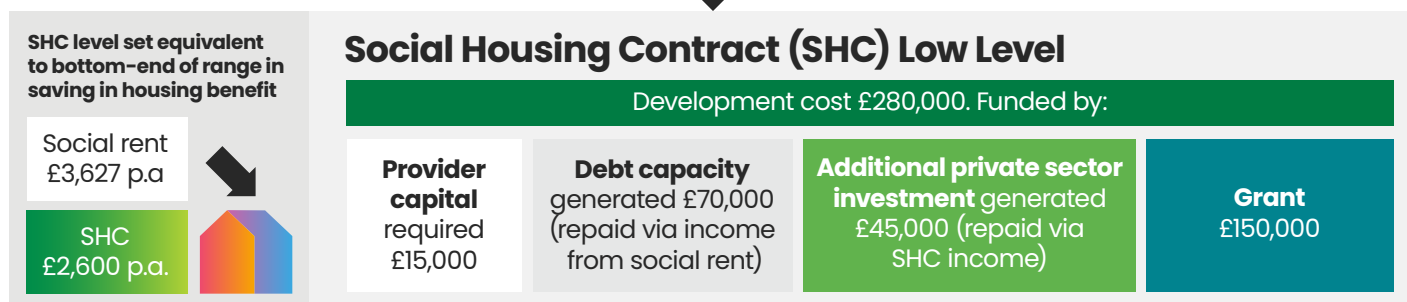 SHC level set equivalent
to bottom-end of range in
saving in housing benefit
Social rent
£3,627 p.a
SHC
£2,600 p.a.
Social Housing Contract (SHC) Low Level
Development cost £280,000. Funded by:
Provider
capital
required
£15,000
Debt capacity
generated £70,000
(repaid via income
from social rent)
Additional private sector
investment generated
£45,000 (repaid via
SHC income)
Grant
£150,000